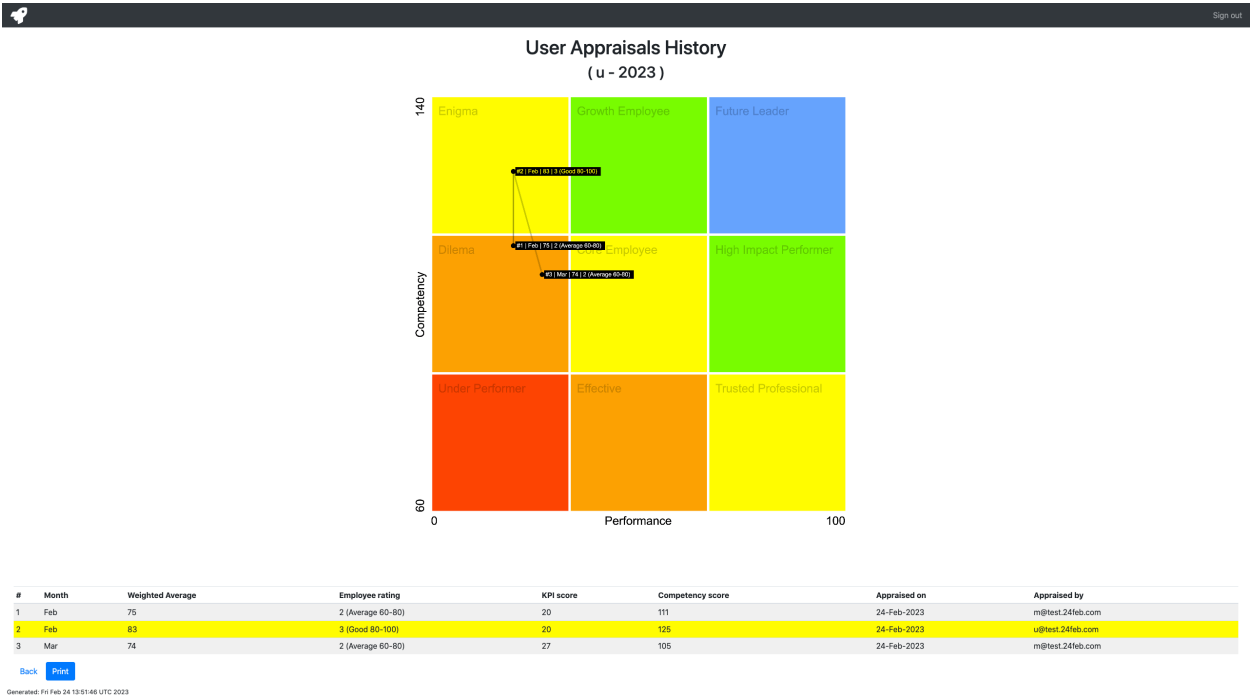 Sign out
User Appraisals History
( u - 2023 )
140
Enigma
Growth Employee
Future Leader
#2 | Feb | 83 | 3 (Good 80-100)
Dilema
#1 | Feb | 75 | 2 (Average 60-80)
Core Employee
High Impact Performer
#3 | Mar | 74 | 2 (Average 60-80)
Competency
Under Performer
Effective
Trusted Professional
60
0
Performance
100
# Month Weighted Average Employee rating KPI score Competency score Appraised on Appraised by
1 Feb 75 2 (Average 60-80) 20 111 24-Feb-2023 m@test.24feb.com
2 Feb 83 3 (Good 80-100) 20 125 24-Feb-2023 u@test.24feb.com
3 Mar 74 2 (Average 60-80) 27 105 24-Feb-2023 m@test.24feb.com
Back Print
Generated: Fri Feb 24 13:51:46 UTC 2023